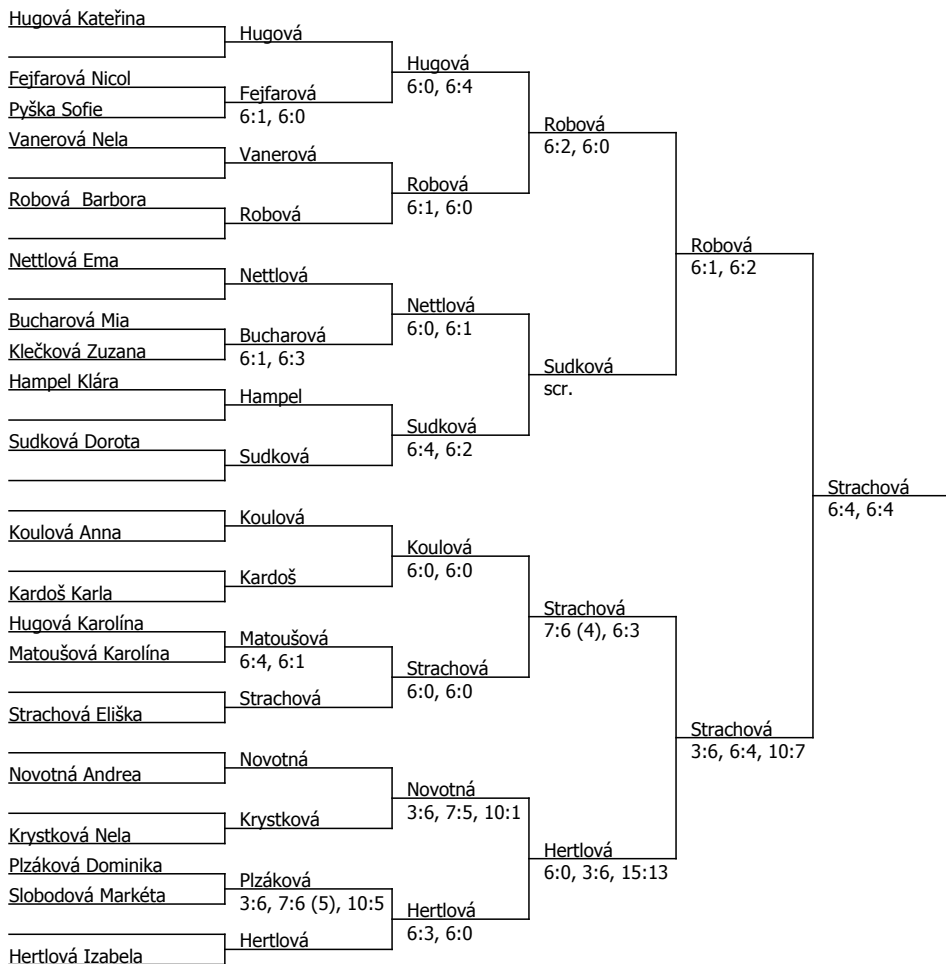 Hugová Kateřina
Fejfarová Nicol
Pyška Sofie
Vanerová Nela
Robová  Barbora
Nettlová Ema
Bucharová Mia
Klečková Zuzana
Hampel Klára
Sudková Dorota
Koulová Anna
Kardoš Karla
Hugová Karolína
Matoušová Karolína
Strachová Eliška
Novotná Andrea
Krystková Nela
Plzáková Dominika
Slobodová Markéta
Hertlová Izabela
Hugová
Fejfarová
6:1, 6:0
Vanerová
Robová
Nettlová
Bucharová
6:1, 6:3
Hampel
Sudková
Koulová
Kardoš
Matoušová
6:4, 6:1
Strachová
Novotná
Krystková
Plzáková
3:6, 7:6 (5), 10:5
Hertlová
Hugová
6:0, 6:4
Robová
6:1, 6:0
Nettlová
6:0, 6:1
Sudková
6:4, 6:2
Koulová
6:0, 6:0
Strachová
6:0, 6:0
Novotná
3:6, 7:5, 10:1
Hertlová
6:3, 6:0
Robová
6:2, 6:0
Sudková
scr.
Strachová
7:6 (4), 6:3
Hertlová
6:0, 3:6, 15:13
Robová
6:1, 6:2
Strachová
3:6, 6:4, 10:7
Strachová
6:4, 6:4